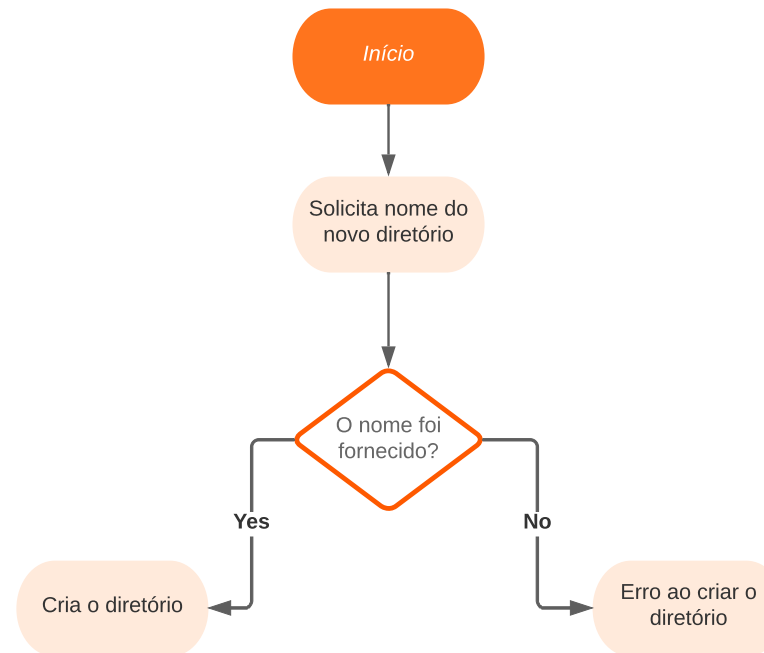 Início
Solicita nome do
novo diretório
O nome foi
fornecido?
Yes
No
Cria o diretório
Erro ao criar o
diretório